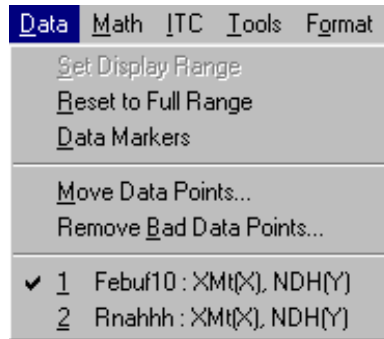 Data Math ITC Tools Format
Set Display Range
Reset to Full Range
Data Markers
Move Data Points...
Remove Bad Data Points...
✔ 1 Febuf10 : XMt(X), NDH(Y)
2 Rnahhh : XMt(X), NDH(Y)